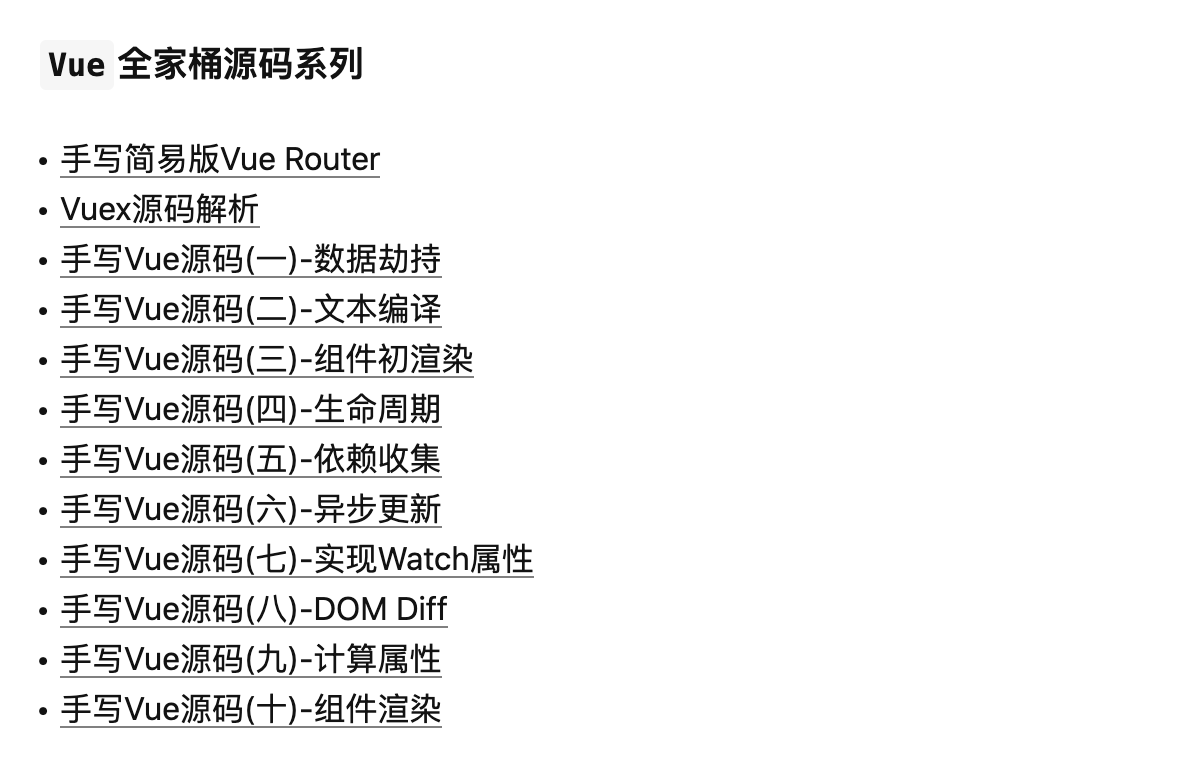 Vue 全家桶源码系列
• 手写简易版Vue Router
• Vuex源码解析
• 手写Vue源码(一)-数据劫持
• 手写Vue源码(二)-文本编译
• 手写Vue源码(三)-组件初渲染
• 手写Vue源码(四)-生命周期
• 手写Vue源码(五)-依赖收集
• 手写Vue源码(六)-异步更新
• 手写Vue源码(七)-实现Watch属性
• 手写Vue源码(八)-DOM Diff
• 手写Vue源码(九)-计算属性
• 手写Vue源码(十)-组件渲染